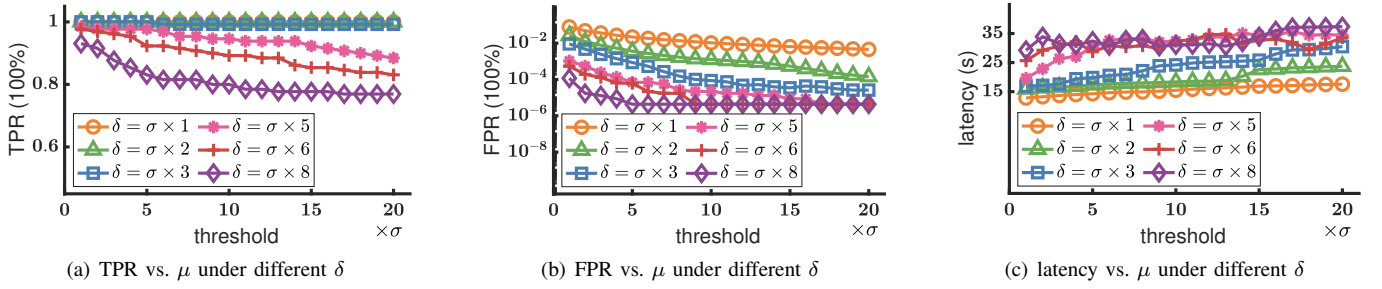 TPR (100%)
1
0.8
0.6
δ = σ × 1
δ = σ × 5
δ = σ × 2
δ = σ × 6
δ = σ × 3
δ = σ × 8
0 5 10 15 20
threshold
×σ
(a) TPR vs. μ under different δ
FPR (100%)
10⁻²
10⁻⁴
10⁻⁶
10⁻⁸
δ = σ × 1
δ = σ × 5
δ = σ × 2
δ = σ × 6
δ = σ × 3
δ = σ × 8
0 5 10 15 20
threshold
×σ
(b) FPR vs. μ under different δ
latency (s)
35
25
15
δ = σ × 1
δ = σ × 5
δ = σ × 2
δ = σ × 6
δ = σ × 3
δ = σ × 8
0 5 10 15 20
threshold
×σ
(c) latency vs. μ under different δ